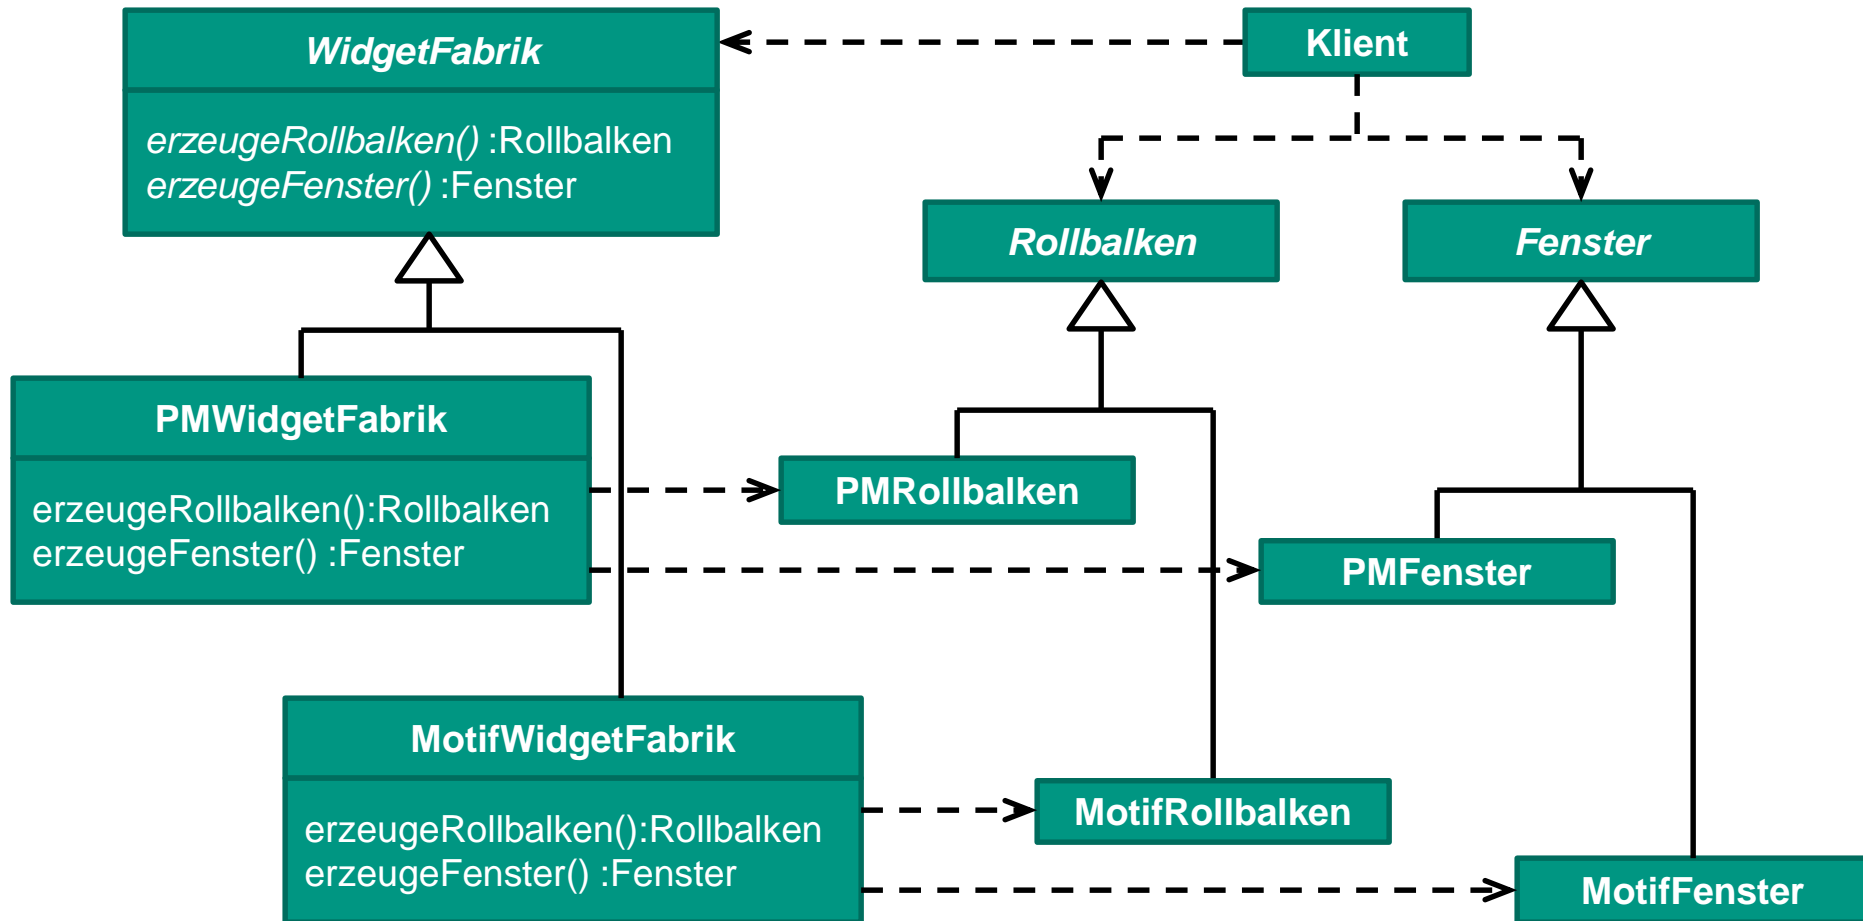 WidgetFabrik
erzeugeRollbalken() :Rollbalken
erzeugeFenster() :Fenster
Klient
Rollbalken
Fenster
PMWidgetFabrik
erzeugeRollbalken():Rollbalken
erzeugeFenster() :Fenster
PMRollbalken
PMFenster
MotifWidgetFabrik
erzeugeRollbalken():Rollbalken
erzeugeFenster() :Fenster
MotifRollbalken
MotifFenster